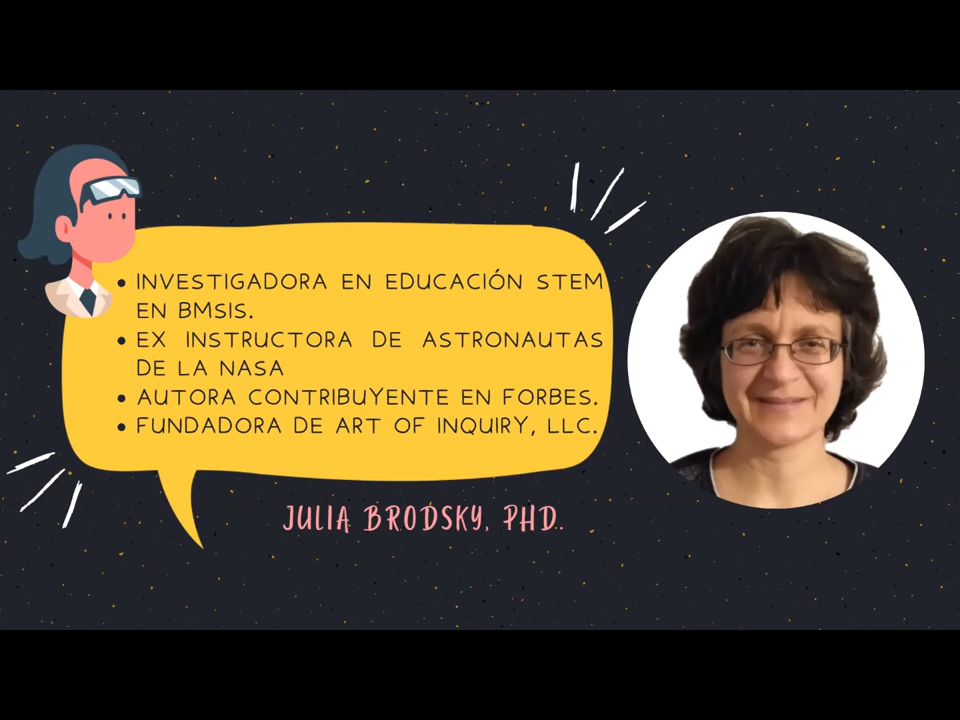 • INVESTIGADORA EN EDUCACIÓN STEM
EN BMSIS.
• EX INSTRUCTORA DE ASTRONAUTAS
DE LA NASA
• AUTORA CONTRIBUYENTE EN FORBES.
• FUNDADORA DE ART OF INQUIRY, LLC.
JULIA BRODSKY, PHD.